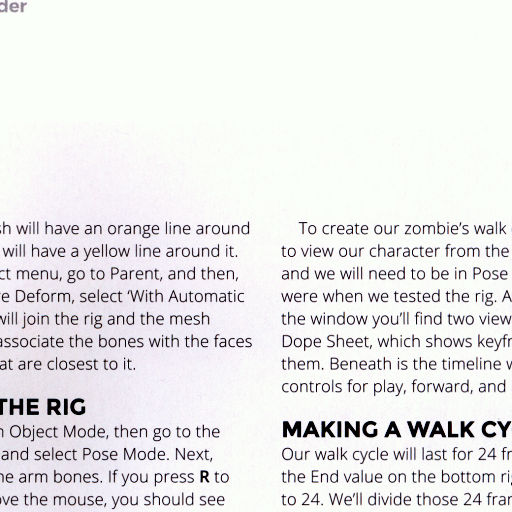 der
sh will have an orange line around
will have a yellow line around it.
ct menu, go to Parent, and then,
re Deform, select ‘With Automatic
will join the rig and the mesh
associate the bones with the faces
at are closest to it.
THE RIG
n Object Mode, then go to the
and select Pose Mode. Next,
he arm bones. If you press R to
ove the mouse, you should see
To create our zombie’s walk
to view our character from the
and we will need to be in Pose
were when we tested the rig. A
the window you’ll find two view
Dope Sheet, which shows keyfr
them. Beneath is the timeline w
controls for play, forward, and
MAKING A WALK CY
Our walk cycle will last for 24 fr
the End value on the bottom rig
to 24. We’ll divide those 24 fran